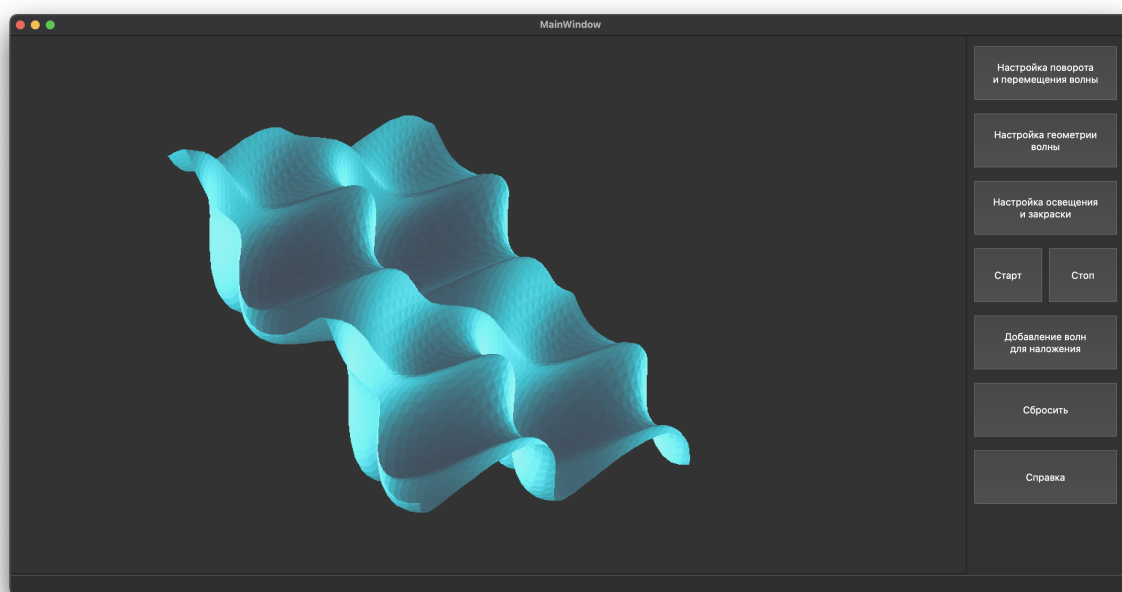 MainWindow
Настройка поворота
и перемещения волны
Настройка геометрии
волны
Настройка освещения
и закраски
Старт
Стоп
Добавление волн
для наложения
Сбросить
Справка